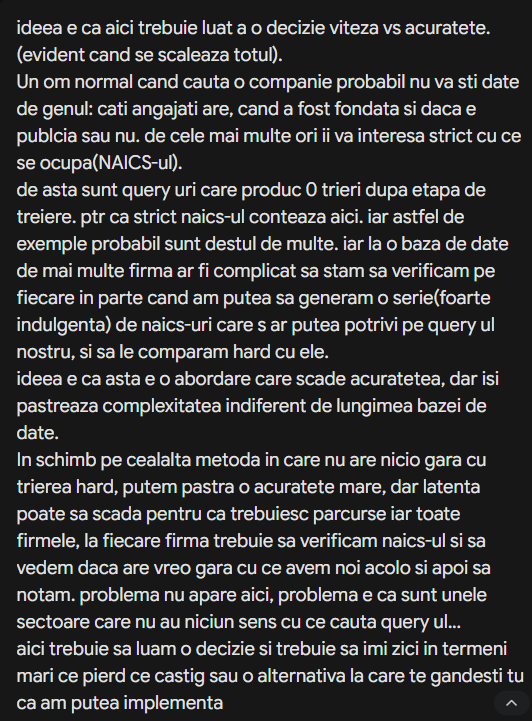 ideea e ca aici trebuie luat a o decizie viteza vs acuratete.
(evident cand se scaleaza totul).
Un om normal cand cauta o companie probabil nu va sti date
de genul: cati angajati are, cand a fost fondata si daca e
publcia sau nu. de cele mai multe ori ii va interesa strict cu ce
se ocupa(NAICS-ul).
de asta sunt query uri care produc 0 trieri dupa etapa de
treiere. ptr ca strict naics-ul conteaza aici. iar astfel de
exemple probabil sunt destul de multe. iar la o baza de date
de mai multe firma ar fi complicat sa stam sa verificam pe
fiecare in parte cand am putea sa generam o serie(foarte
indulgenta) de naics-uri care s ar putea potrivi pe query ul
nostru, si sa le comparam hard cu ele.
ideea e ca asta e o abordare care scade acuratetea, dar isi
pastreaza complexitatea indiferent de lungimea bazei de
date.
In schimb pe cealalta metoda in care nu are nicio gara cu
trierea hard, putem pastra o acuratete mare, dar latenta
poate sa scada pentru ca trebuiesc parcurse iar toate
firmele, la fiecare firma trebuie sa verificam naics-ul si sa
vedem daca are vreo gara cu ce avem noi acolo si apoi sa
notam. problema nu apare aici, problema e ca sunt unele
sectoare care nu au niciun sens cu ce cauta query ul...
aici trebuie sa luam o decizie si trebuie sa imi zici in termeni
mari ce pierd ce castig sau o alternativa la care te gandesti tu
ca am putea implementa